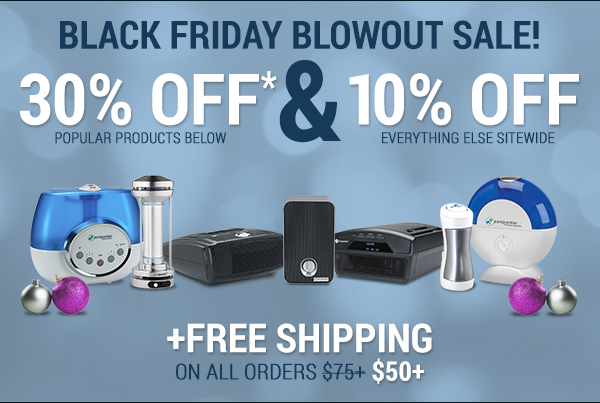 BLACK FRIDAY BLOWOUT SALE!
30% OFF* & 10% OFF
POPULAR PRODUCTS BELOW
EVERYTHING ELSE SITEWIDE
+FREE SHIPPING
ON ALL ORDERS $75+ $50+